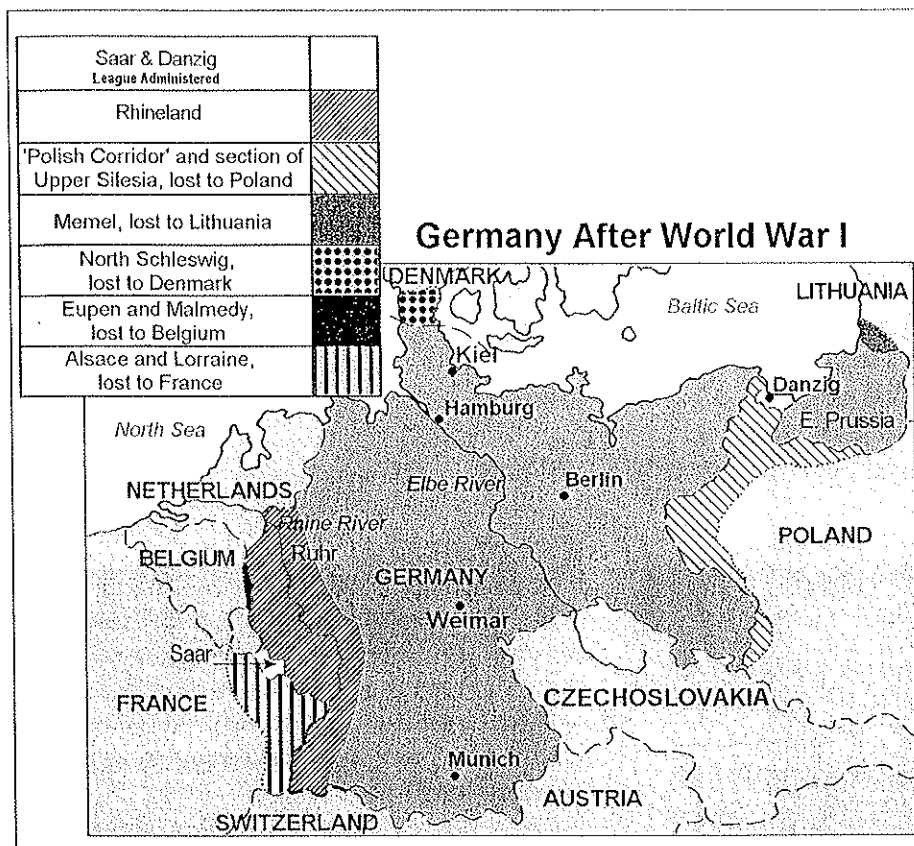 Saar & Danzig
League Administered
Rhineland
'Polish Corridor' and section of
Upper Silesia, lost to Poland
Memel, lost to Lithuania
North Schleswig,
lost to Denmark
Eupen and Malmedy,
lost to Belgium
Alsace and Lorraine,
lost to France
Germany After World War I
DENMARK
Baltic Sea
LITHUANIA
Kiel
Danzig
Hamburg
E. Prussia
North Sea
Elbe River
Berlin
NETHERLANDS
Rhine River
POLAND
BELGIUM
Ruhr
GERMANY
Weimar
Saar
FRANCE
CZECHOSLOVAKIA
Munich
AUSTRIA
SWITZERLAND